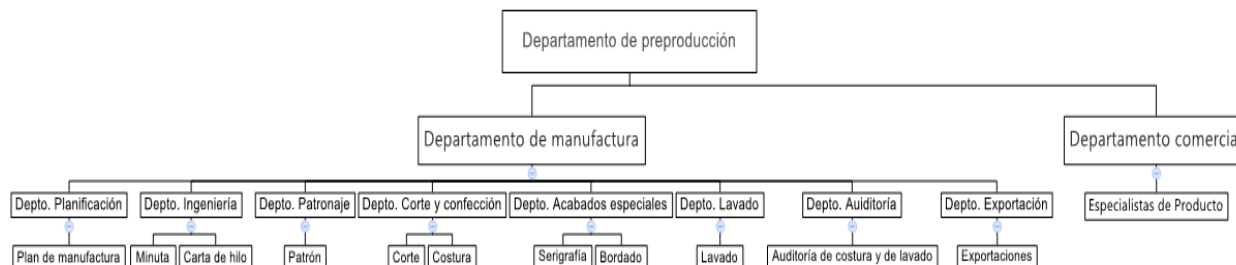 Departamento de preproducción
Departamento de manufactura
Departamento comercia
Depto. Planificación
Depto. Ingeniería
Depto. Patronaje
Depto. Corte y confección
Depto. Acabados especiales
Depto. Lavado
Depto. Auiditoría
Depto. Exportación
Especialistas de Producto
Plan de manufactura
Minuta
Carta de hilo
Patrón
Corte
Costura
Serigrafía
Bordado
Lavado
Auditoría de costura y de lavado
Exportaciones